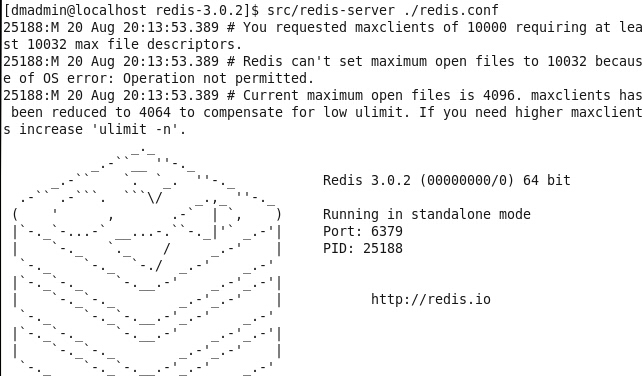 [dmadmin@localhost redis-3.0.2]$ src/redis-server ./redis.conf
25188:M 20 Aug 20:13:53.389 # You requested maxclients of 10000 requiring at lea
st 10032 max file descriptors.
25188:M 20 Aug 20:13:53.389 # Redis can't set maximum open files to 10032 becaus
e of OS error: Operation not permitted.
25188:M 20 Aug 20:13:53.389 # Current maximum open files is 4096. maxclients has
 been reduced to 4064 to compensate for low ulimit. If you need higher maxclient
s increase 'ulimit -n'.
Redis 3.0.2 (00000000/0) 64 bit
Running in standalone mode
Port: 6379
PID: 25188
http://redis.io